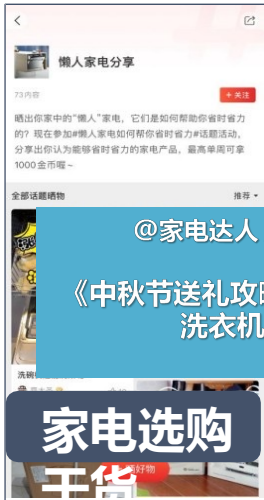 懒人家电分享
73内容
+关注
晒出你家中的“懒人”家电，它们是如何帮助你省时省力
的？现在参加#懒人家电如何帮你省时省力#话题活动，
分享出你认为能够省时省力的家电产品，最高单周可拿
1000金币喔~
全部话题晒物
推荐
@家电达人
《中秋节送礼攻略
洗衣机
洗碗
家电选购
好物
干货